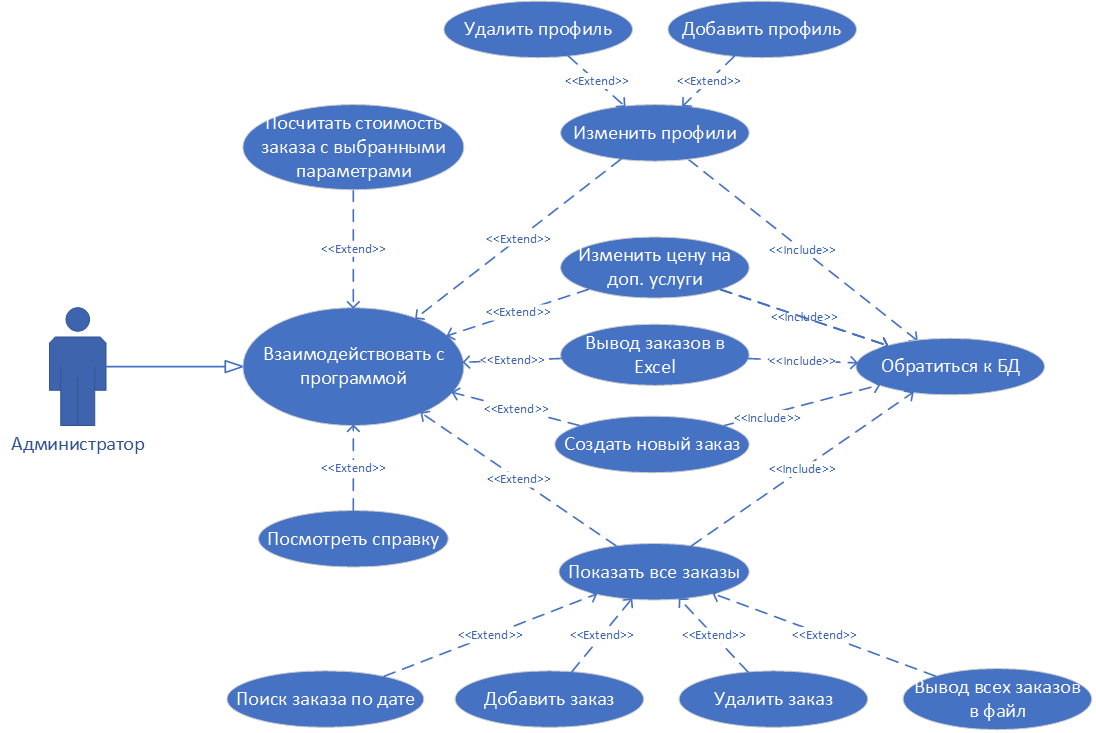 Удалить профиль
Добавить профиль
<<Extend>>
<<Extend>>
Посчитать стоимость
заказа с выбранными
параметрами
Изменить профили
<<Extend>>
<<Extend>>
<<Include>>
Изменить цену на
доп. услуги
<<Extend>>
<<Include>>
Взаимодействовать с
программой
Вывод заказов в
Excel
<<Extend>>
<<Include>>
Обратиться к БД
<<Extend>>
<<Include>>
Создать новый заказ
Администратор
<<Extend>>
<<Extend>>
<<Include>>
Посмотреть справку
Показать все заказы
<<Extend>>
<<Extend>>
<<Extend>>
<<Extend>>
Поиск заказа по дате
Добавить заказ
Удалить заказ
Вывод всех заказов
в файл